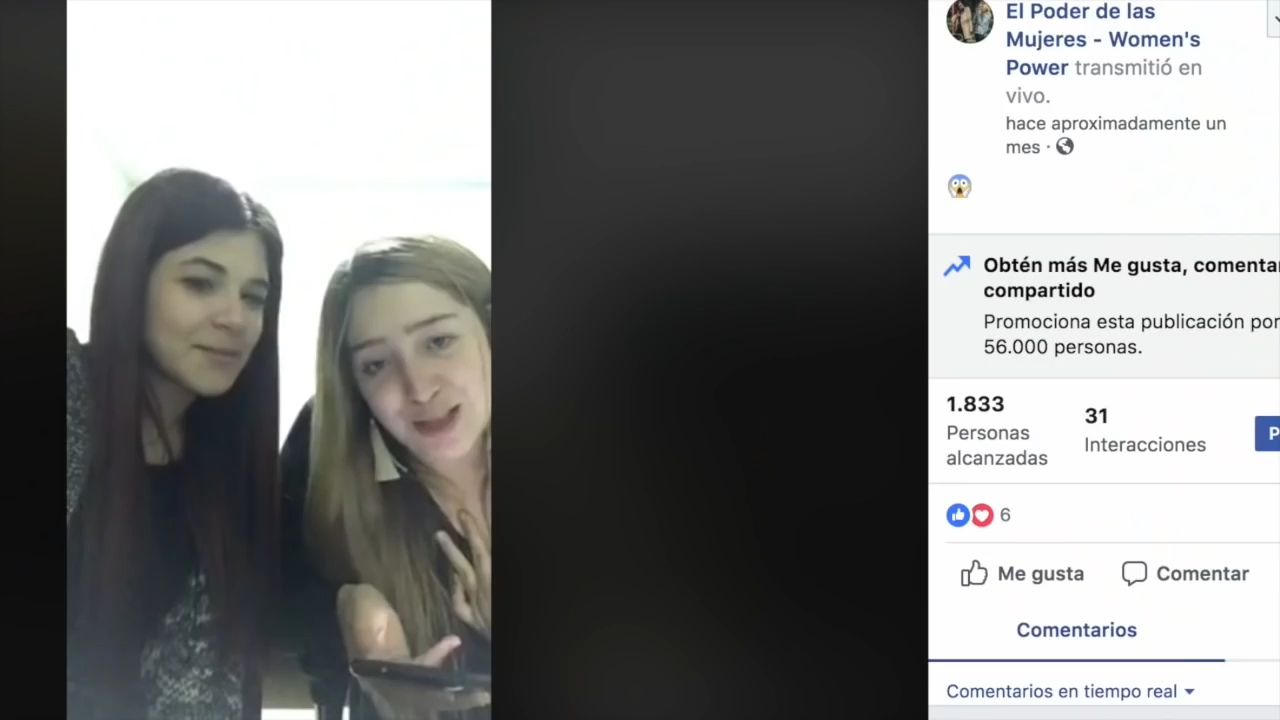 El Poder de las
Mujeres - Women's
Power transmitió en
vivo.
hace aproximadamente un
mes ·
Obtén más Me gusta, comentar
compartido
Promociona esta publicación por
56.000 personas.
1.833
Personas
alcanzadas
31
Interacciones
P
6
Me gusta
Comentar
Comentarios
Comentarios en tiempo real